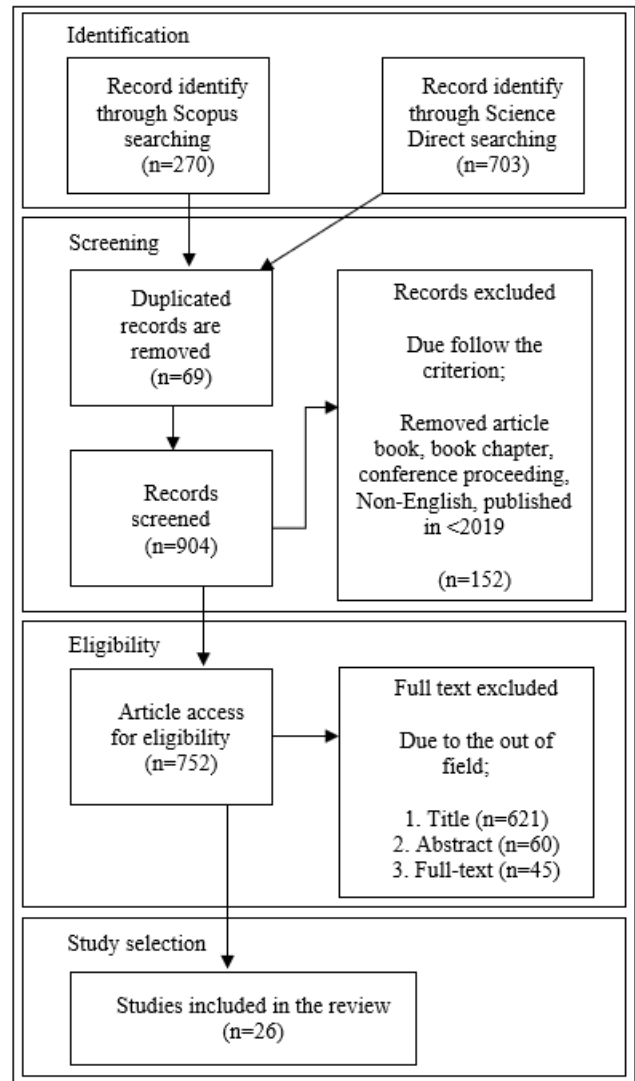 Identification
Record identify
through Scopus
searching
(n=270)
Record identify
through Science
Direct searching
(n=703)
Screening
Duplicated
records are
removed
(n=69)
Records excluded
Due follow the
criterion;
Removed article
book, book chapter,
conference proceeding,
Non-English, published
in <2019
(n=152)
Records
screened
(n=904)
Eligibility
Article access
for eligibility
(n=752)
Full text excluded
Due to the out of
field;
1. Title (n=621)
2. Abstract (n=60)
3. Full-text (n=45)
Study selection
Studies included in the review
(n=26)